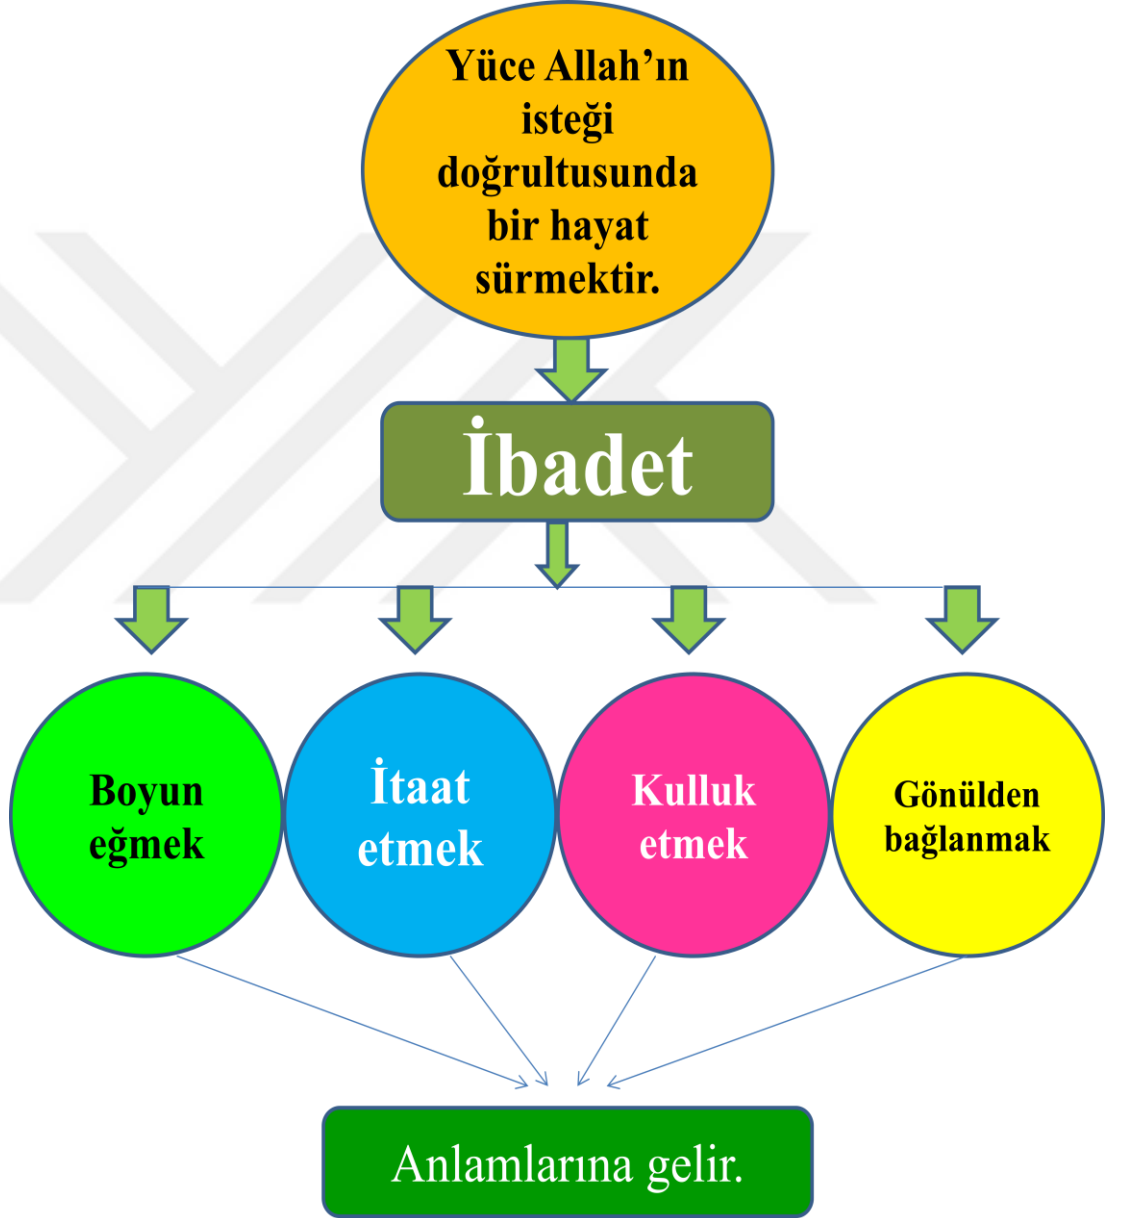 Yüce Allah’ın
isteği
doğrultusunda
bir hayat
sürmektir.
İbadet
Boyun
eğmek
İtaat
etmek
Kulluk
etmek
Gönülden
bağlanmak
Anlamlarına gelir.